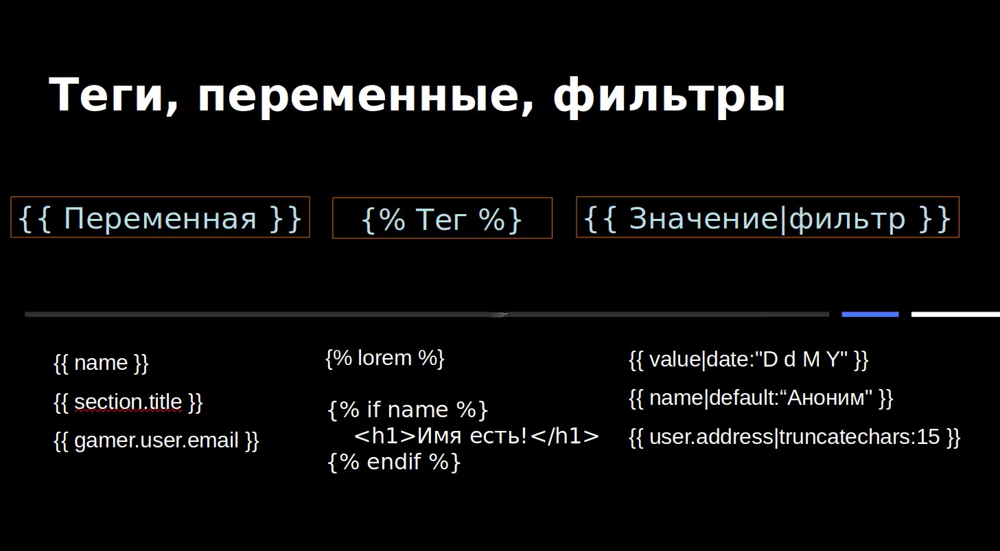 Теги, переменные, фильтры
{{ Переменная }}
{% Тег %}
{{ Значение|фильтр }}
{{ name }}
{{ section.title }}
{{ gamer.user.email }}
{% lorem %}
{% if name %}
<h1>Имя есть!</h1>
{% endif %}
{{ value|date:"D d M Y" }}
{{ name|default:“Аноним" }}
{{ user.address|truncatechars:15 }}